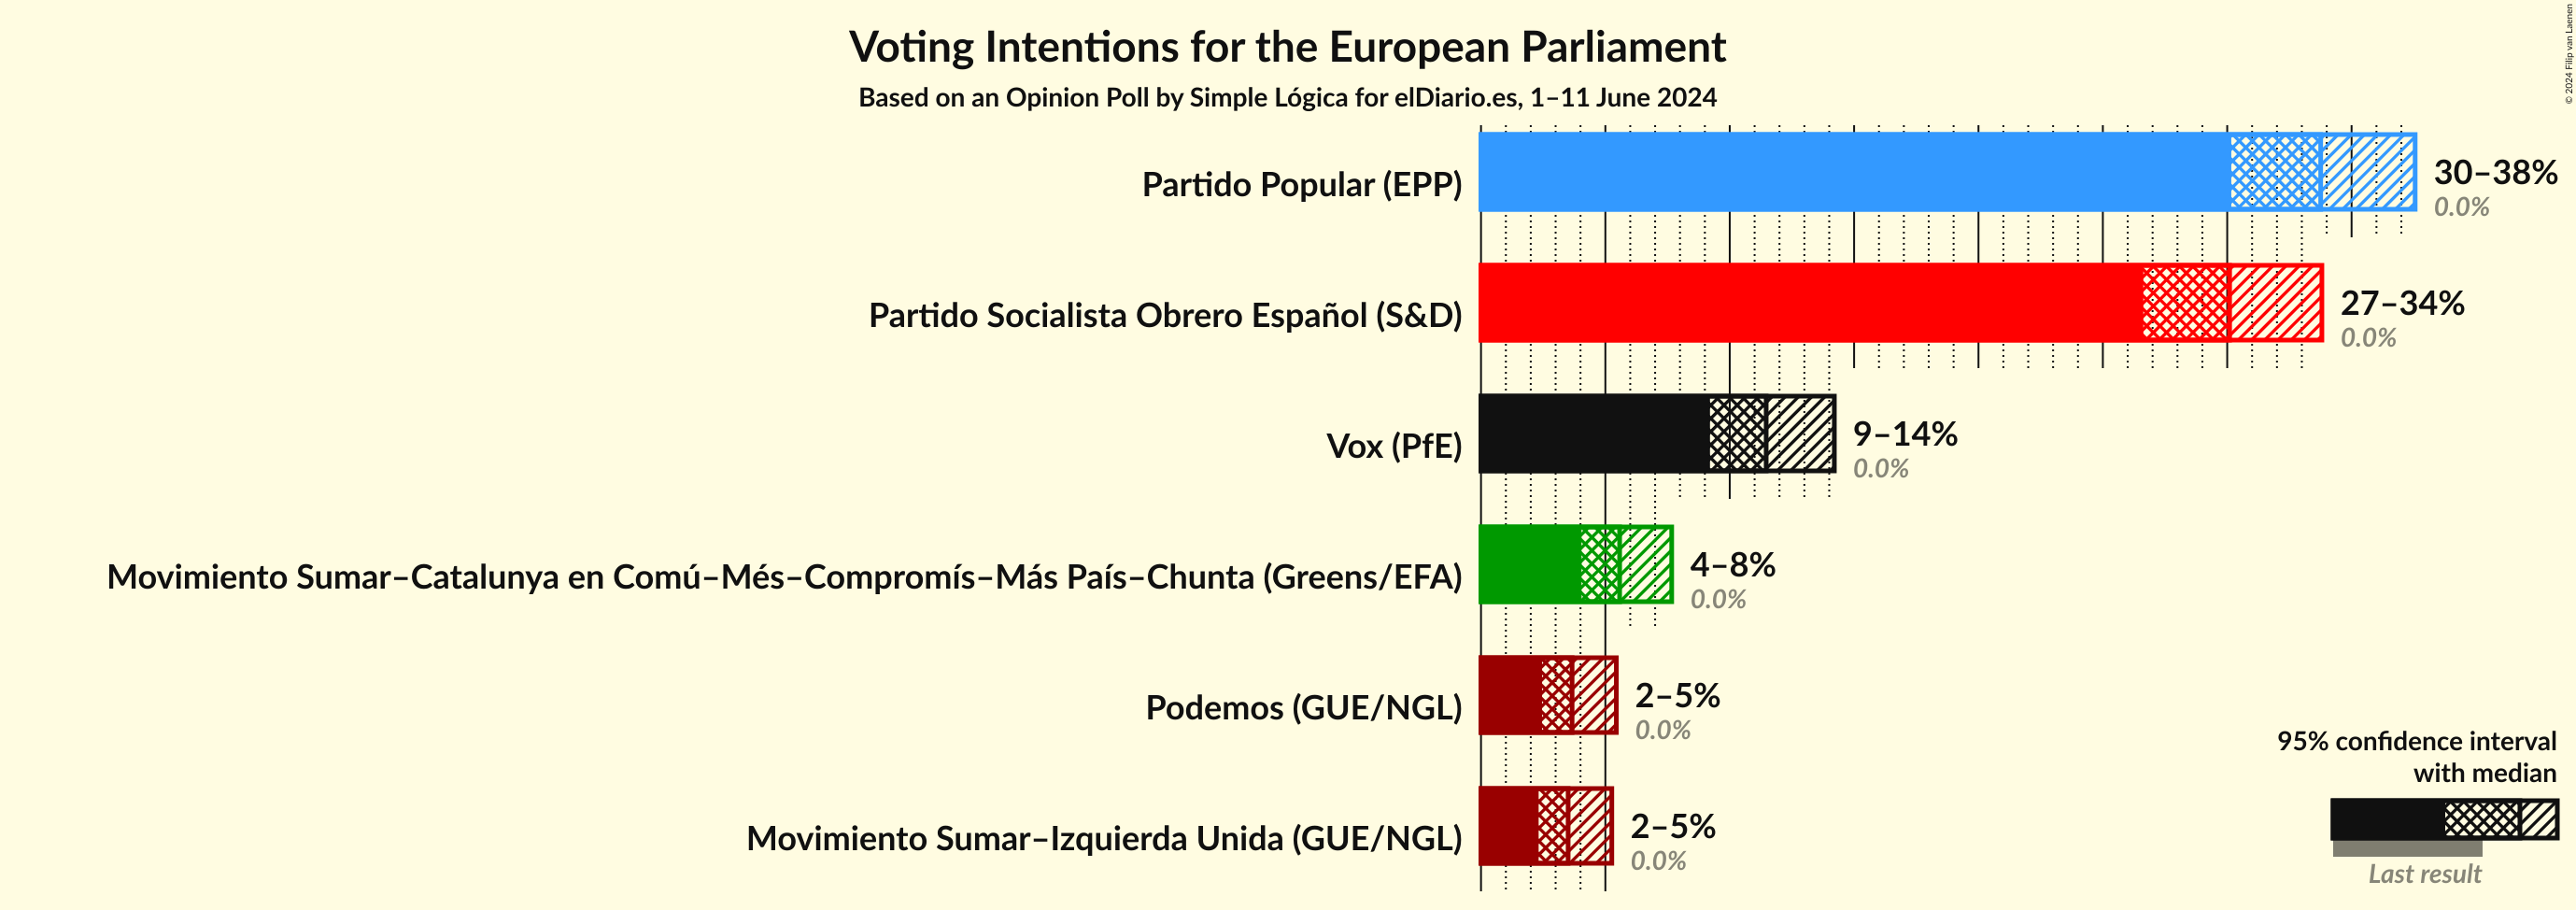 Voting Intentions for the European Parliament
Based on an Opinion Poll by Simple Lógica for elDiario.es, 1–11 June 2024
© 2024 Filip van Laenen
Partido Popular (EPP)
30–38%
0.0%
Partido Socialista Obrero Español (S&D)
27–34%
0.0%
Vox (PfE)
9–14%
0.0%
Movimiento Sumar–Catalunya en Comú–Més–Compromís–Más País–Chunta (Greens/EFA)
4–8%
0.0%
Podemos (GUE/NGL)
2–5%
0.0%
Movimiento Sumar–Izquierda Unida (GUE/NGL)
2–5%
0.0%
95% confidence interval
with median
Last result